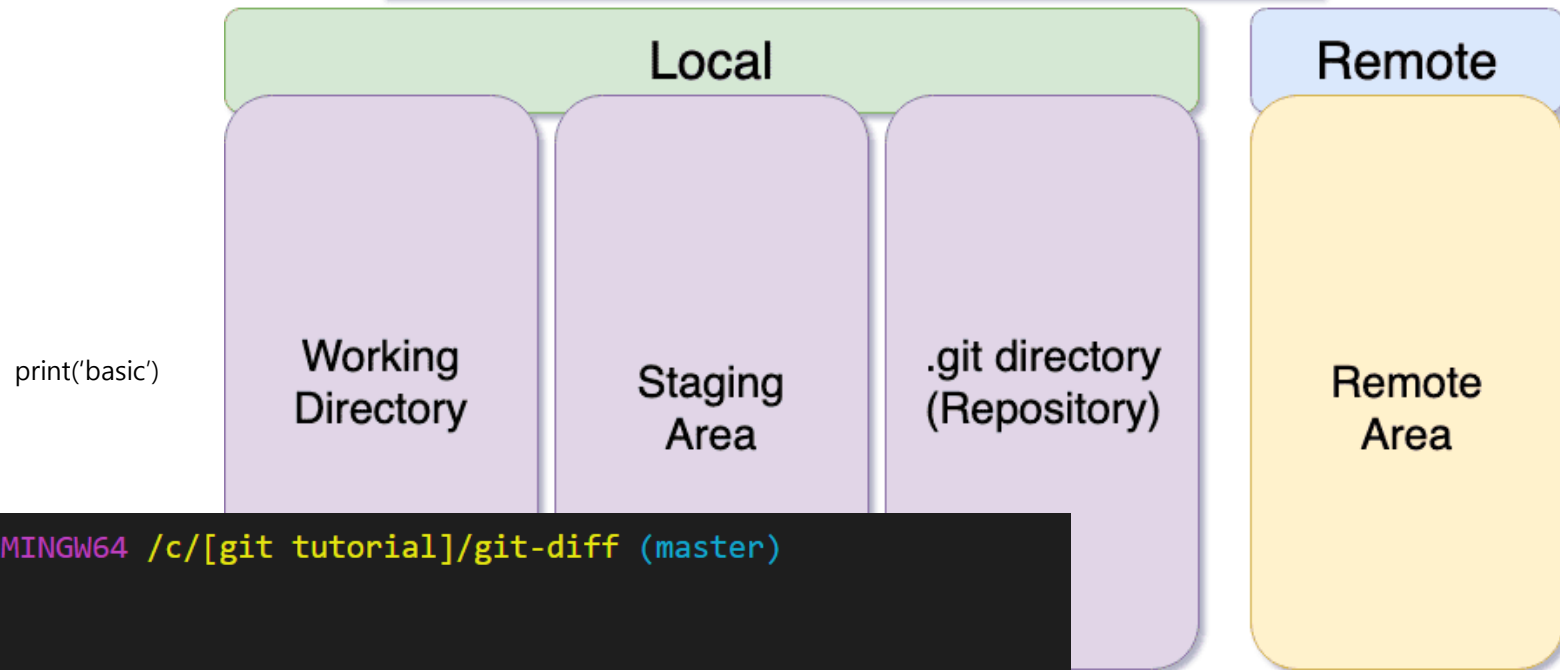 Local
Remote
print('basic')
Working
Directory
Staging
Area
.git directory
(Repository)
Remote
Area
MINGW64 /c/[git tutorial]/git-diff (master)